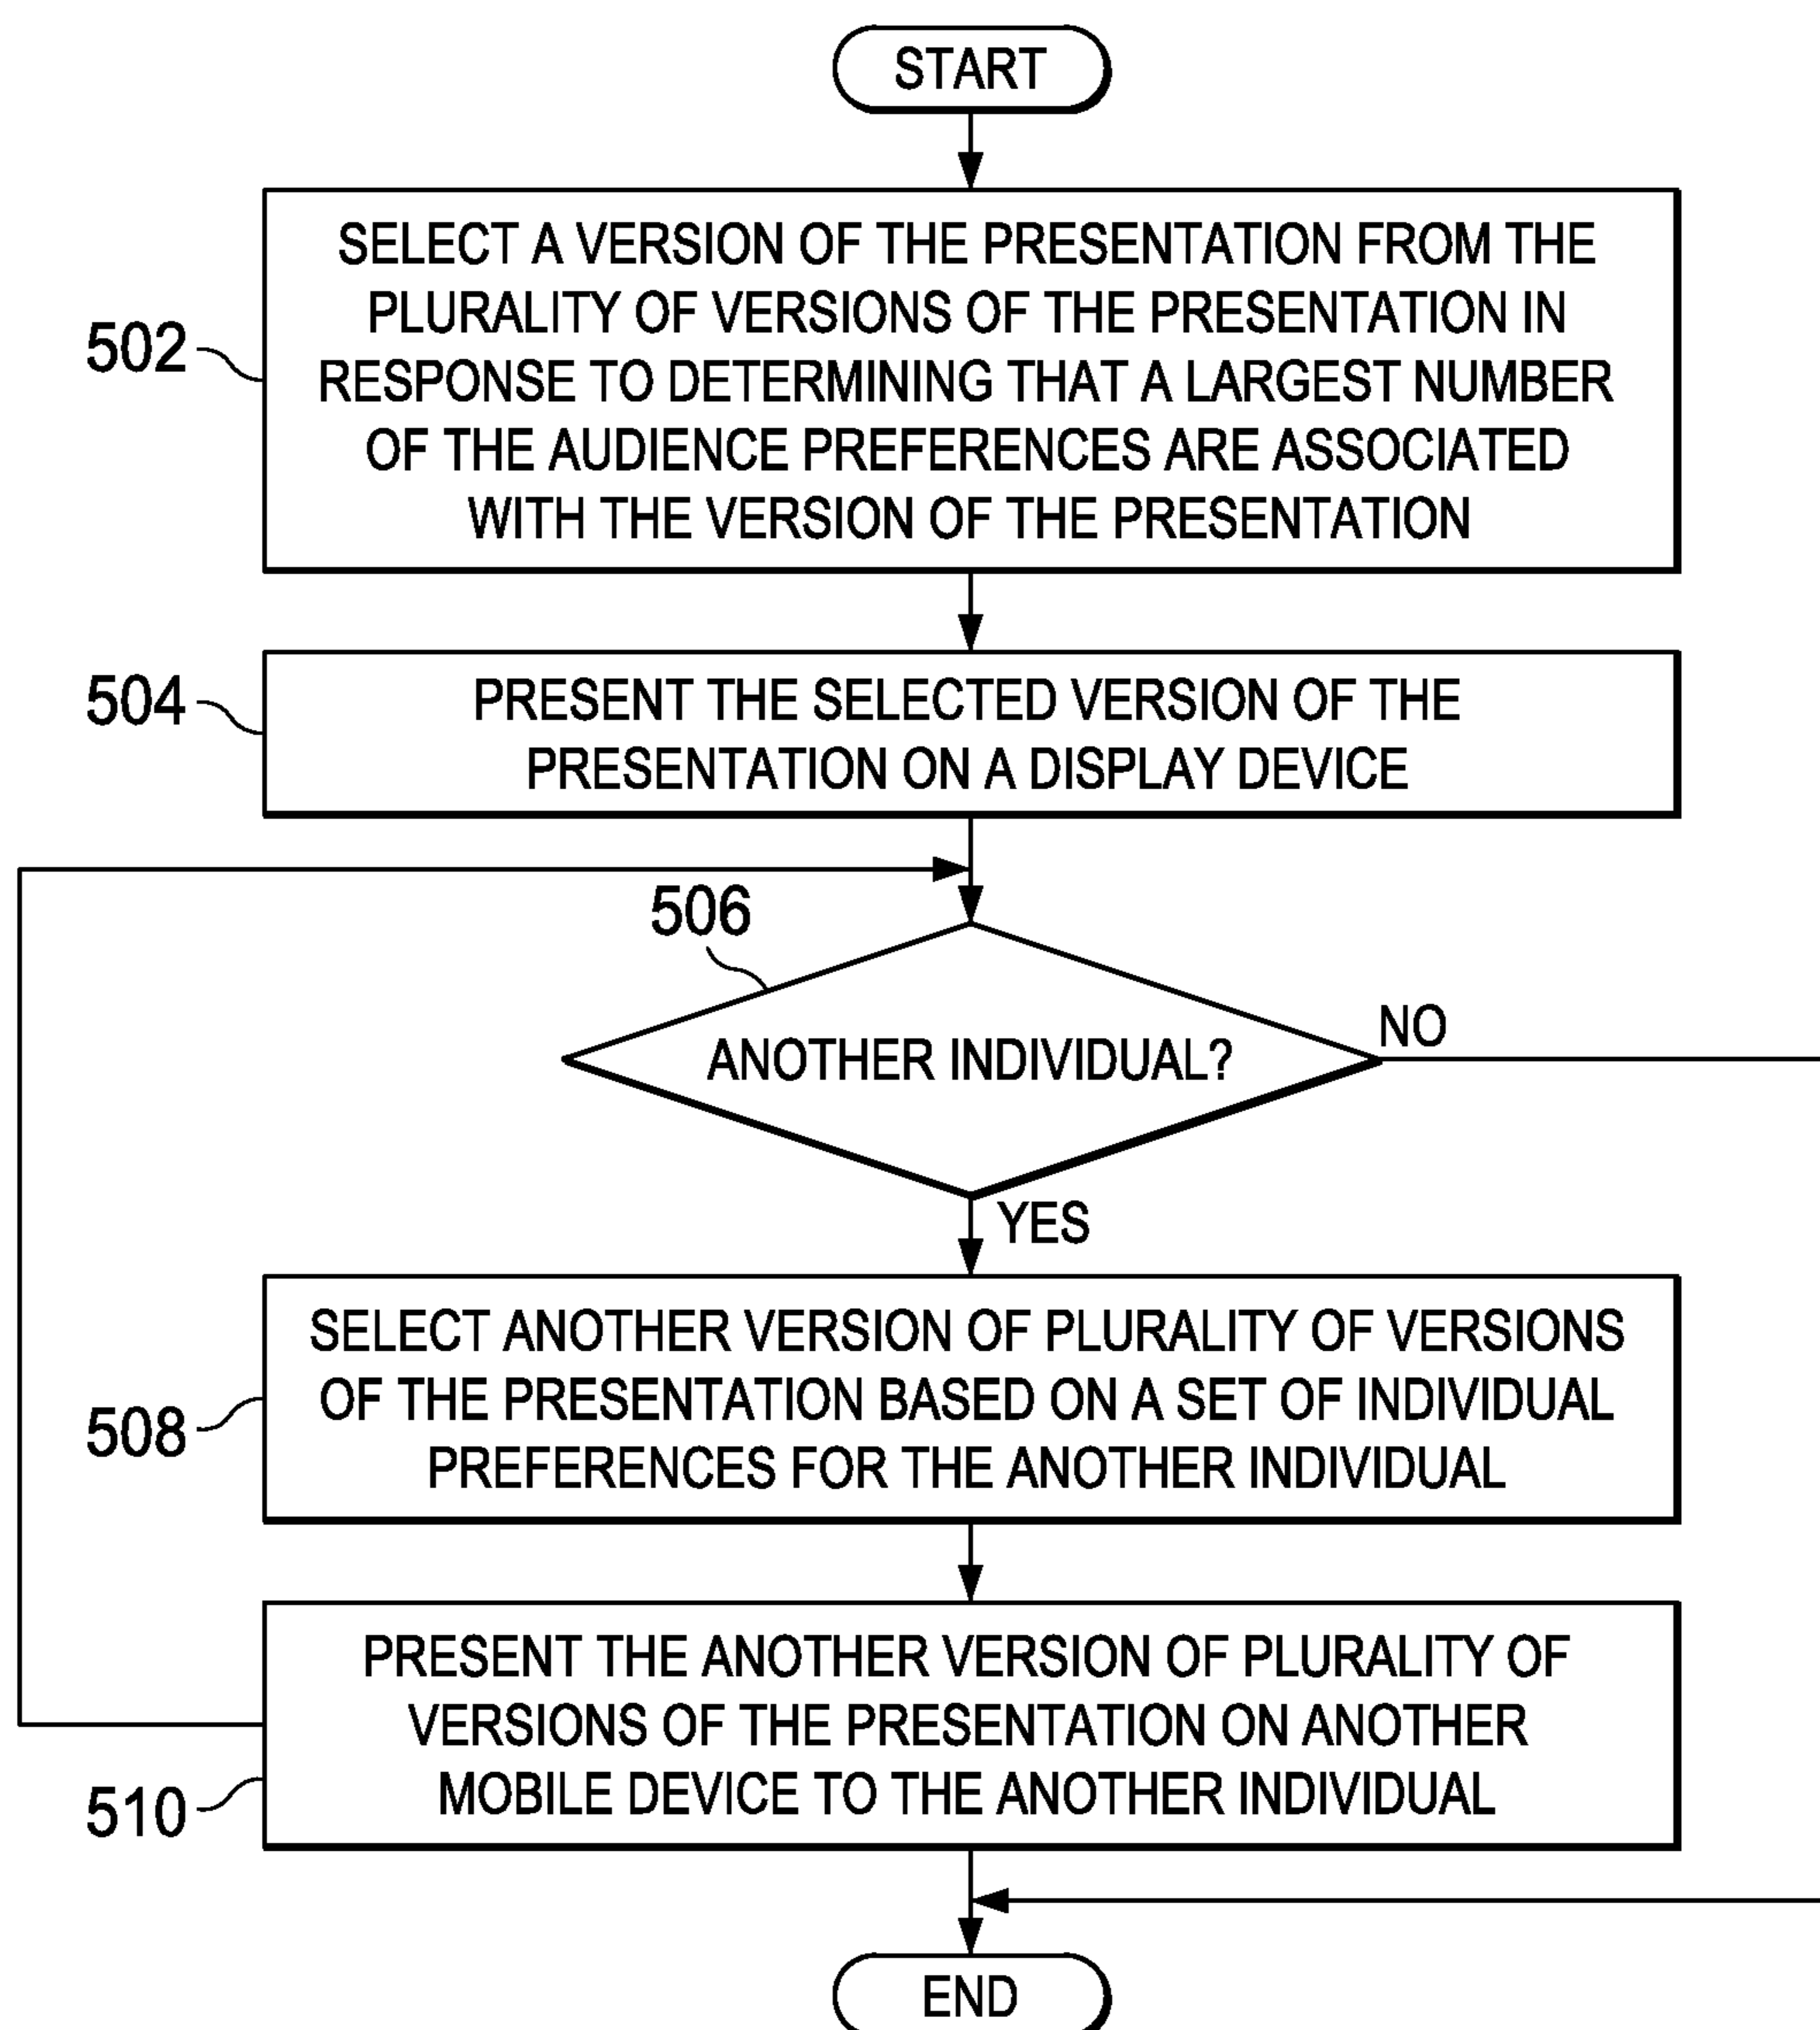 START
SELECT A VERSION OF THE PRESENTATION FROM THE
PLURALITY OF VERSIONS OF THE PRESENTATION IN
RESPONSE TO DETERMINING THAT A LARGEST NUMBER
OF THE AUDIENCE PREFERENCES ARE ASSOCIATED
WITH THE VERSION OF THE PRESENTATION
502
PRESENT THE SELECTED VERSION OF THE
PRESENTATION ON A DISPLAY DEVICE
504
506
ANOTHER INDIVIDUAL?
NO
YES
SELECT ANOTHER VERSION OF PLURALITY OF VERSIONS
OF THE PRESENTATION BASED ON A SET OF INDIVIDUAL
PREFERENCES FOR THE ANOTHER INDIVIDUAL
508
PRESENT THE ANOTHER VERSION OF PLURALITY OF
VERSIONS OF THE PRESENTATION ON ANOTHER
MOBILE DEVICE TO THE ANOTHER INDIVIDUAL
510
END